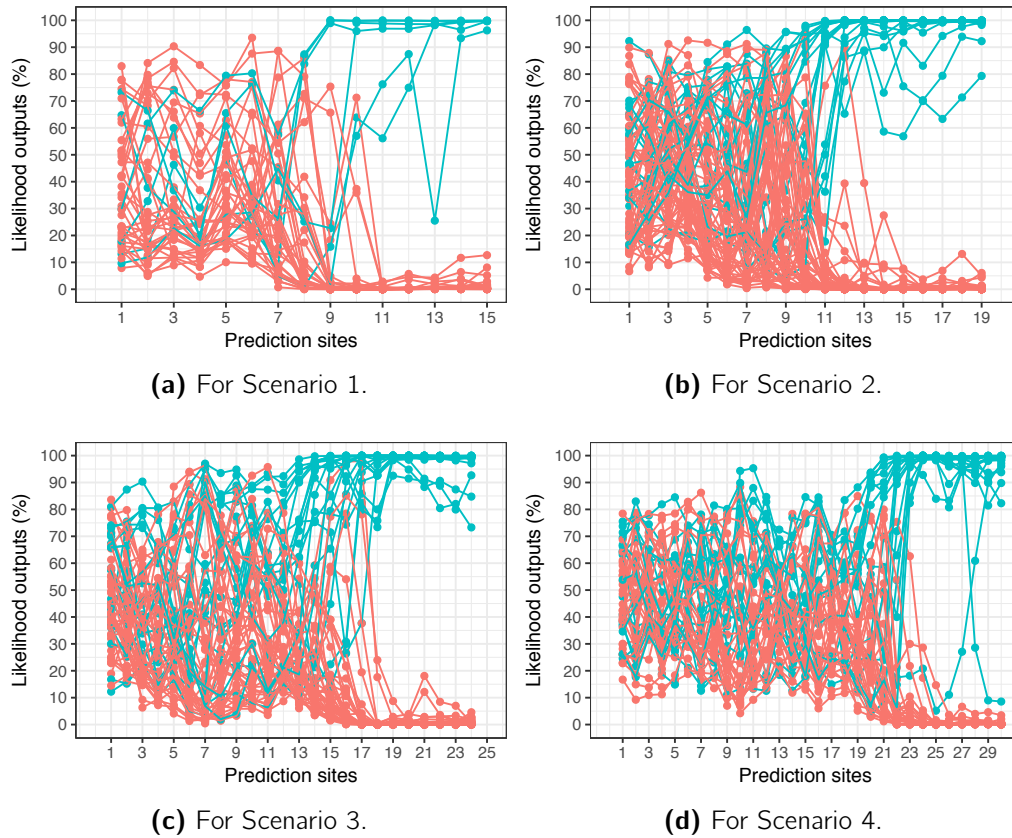 Likelihood outputs (%)
100
90
80
70
60
50
40
30
20
10
0
1 3 5 7 9 11 13 15
Prediction sites
(a) For Scenario 1.
Likelihood outputs (%)
100
90
80
70
60
50
40
30
20
10
0
1 3 5 7 9 11 13 15 17 19
Prediction sites
(b) For Scenario 2.
Likelihood outputs (%)
100
90
80
70
60
50
40
30
20
10
0
1 3 5 7 9 11 13 15 17 19 21 23 25
Prediction sites
(c) For Scenario 3.
Likelihood outputs (%)
100
90
80
70
60
50
40
30
20
10
0
1 3 5 7 9 11 13 15 17 19 21 23 25 27 29
Prediction sites
(d) For Scenario 4.